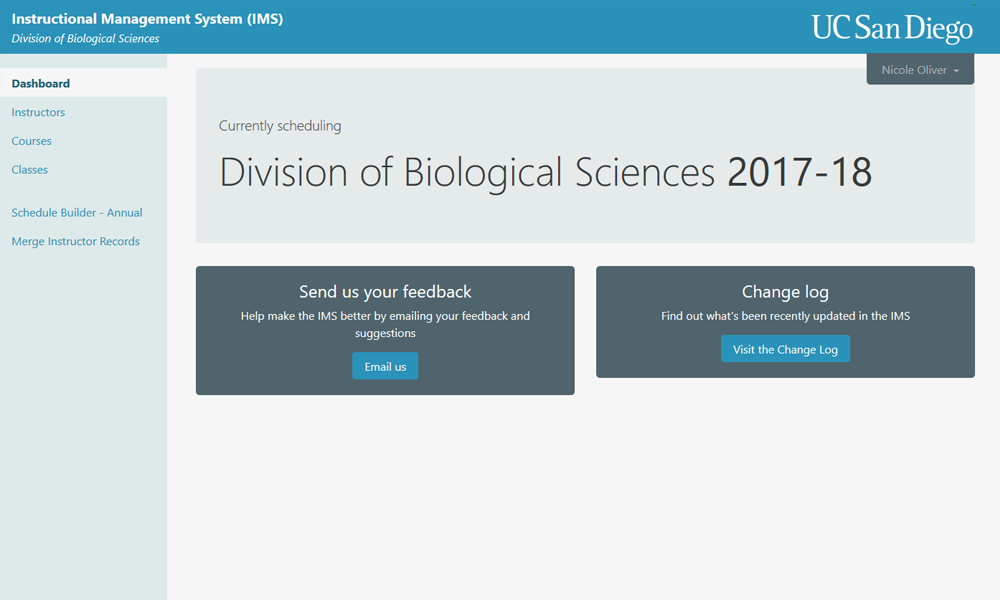 Instructional Management System (IMS)
Division of Biological Sciences
UC San Diego
Nicole Oliver
Dashboard
Instructors
Courses
Classes
Schedule Builder - Annual
Merge Instructor Records
Currently scheduling
Division of Biological Sciences 2017-18
Send us your feedback
Help make the IMS better by emailing your feedback and
suggestions
Email us
Change log
Find out what's been recently updated in the IMS
Visit the Change Log